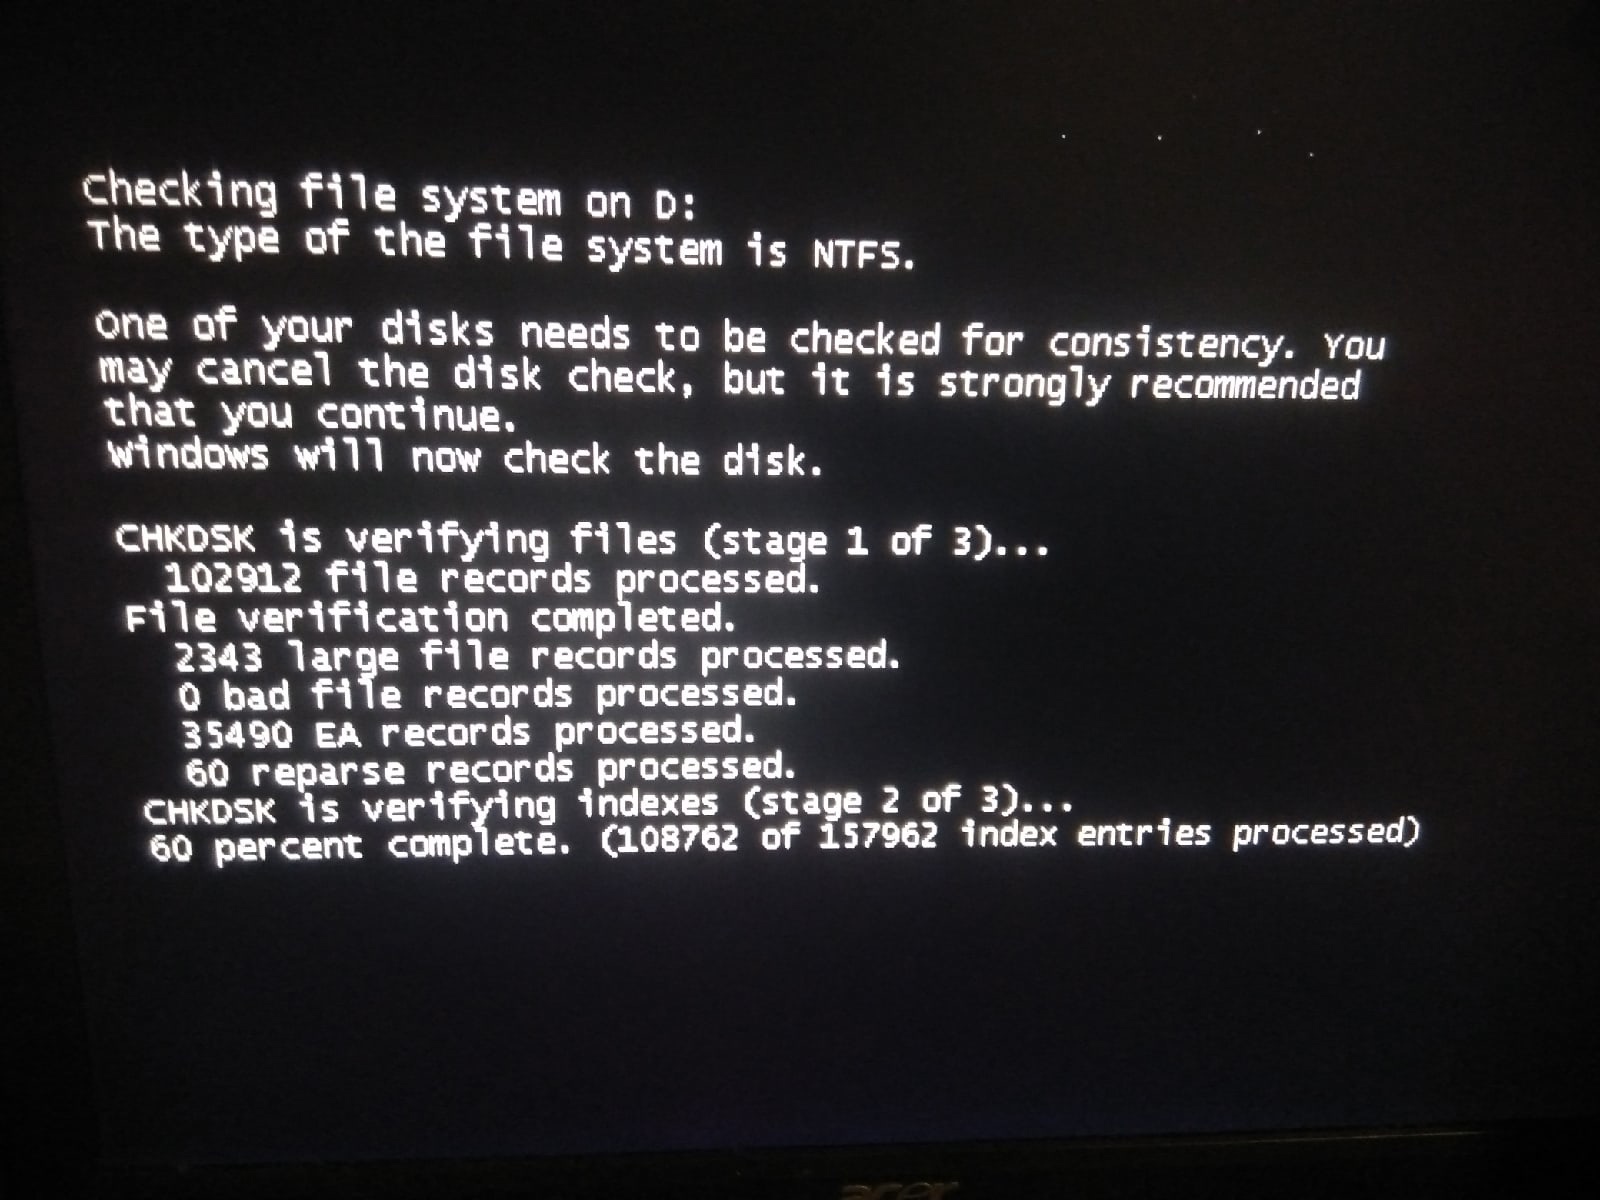 Checking file system on D:
The type of the file system is NTFS.
One of your disks needs to be checked for consistency. You
may cancel the disk check, but it is strongly recommended
that you continue.
Windows will now check the disk.
CHKDSK is verifying files (stage 1 of 3)...
102912 file records processed.
File verification completed.
2343 large file records processed.
0 bad file records processed.
35490 EA records processed.
60 reparse records processed.
CHKDSK is verifying indexes (stage 2 of 3)...
60 percent complete. (108762 of 157962 index entries processed)
acer